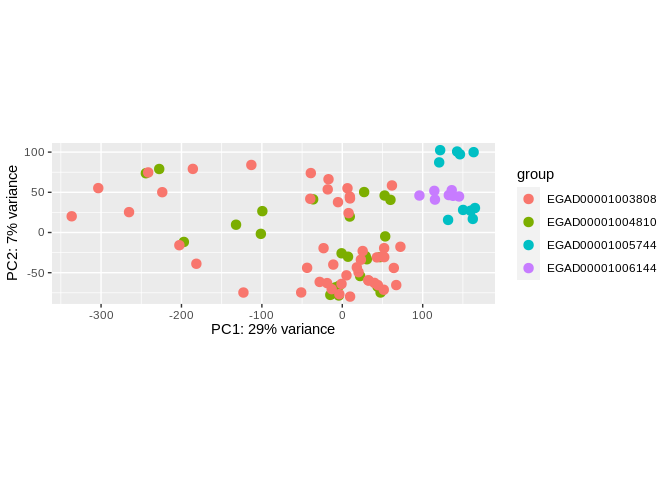 100
50
0
-50
PC2: 7% variance
-300
-200
-100
0
100
PC1: 29% variance
group
EGAD00001003808
EGAD00001004810
EGAD00001005744
EGAD00001006144